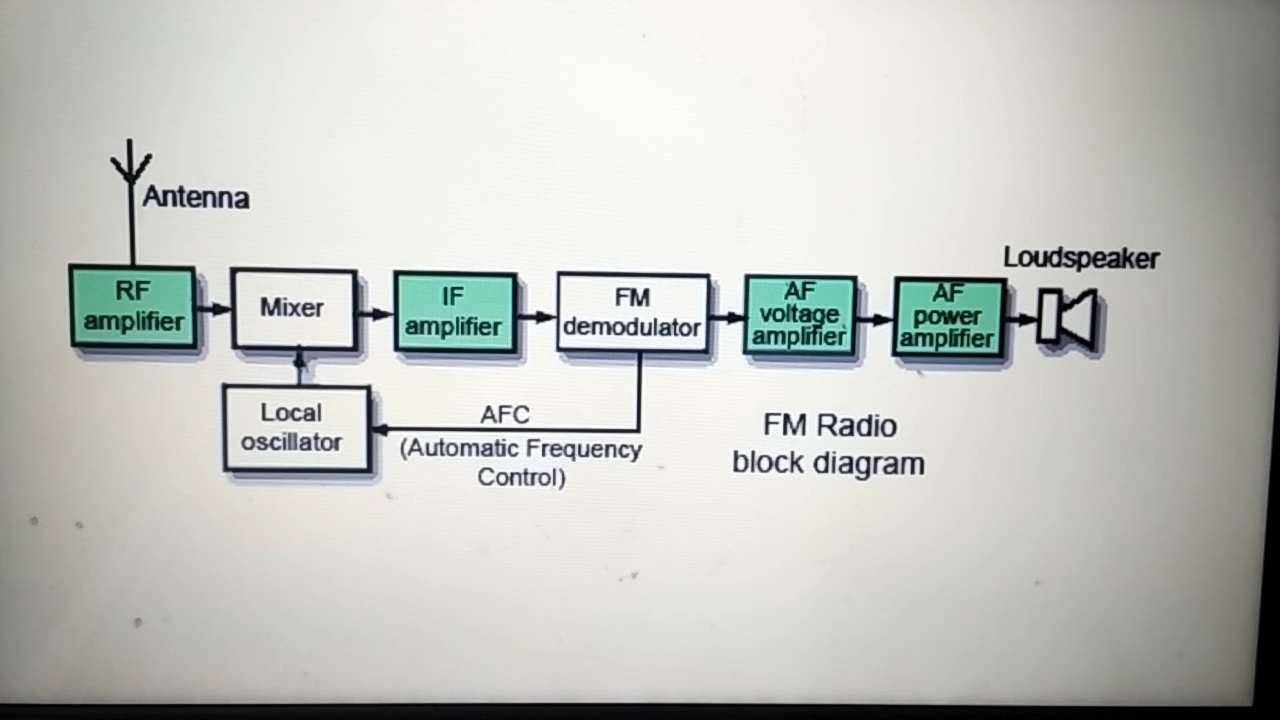 Antenna
Loudspeaker
RF
amplifier
Mixer
IF
amplifier
FM
demodulator
AF
voltage
amplifier
AF
power
amplifier
Local
oscillator
AFC
(Automatic Frequency
Control)
FM Radio
block diagram